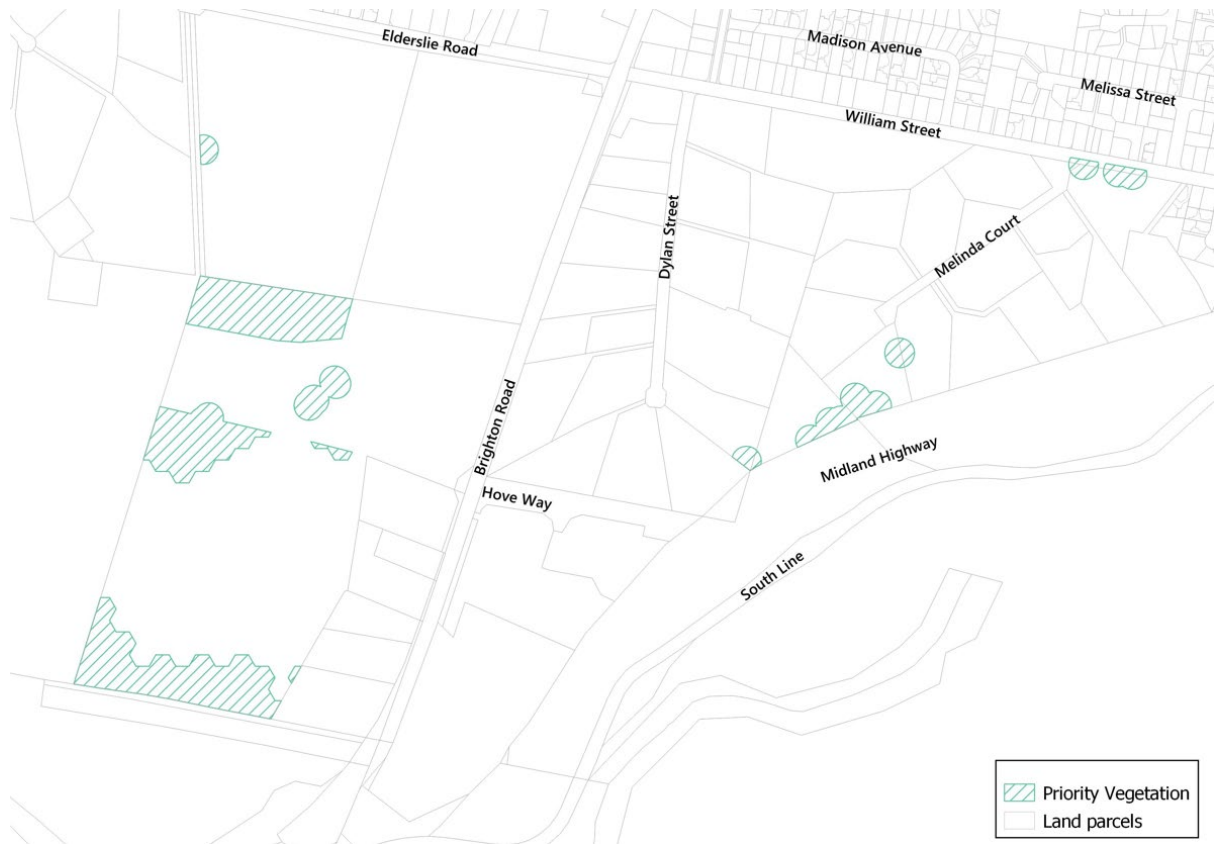 Elderslie Road
Madison Avenue
Melissa Street
William Street
Dylan Street
Melinda Court
Brighton Road
Midland Highway
Hove Way
South Line
Priority Vegetation
Land parcels